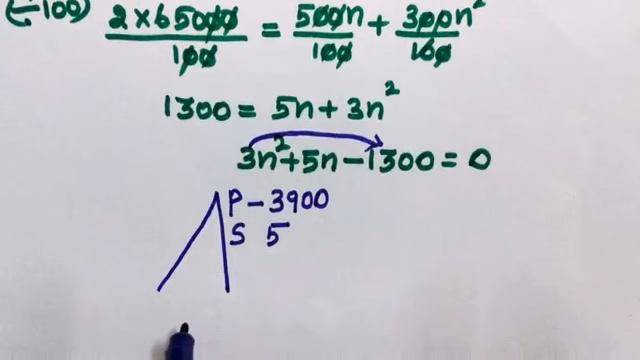 (÷100) 2×65000/100 = 500n/100 + 300n²/100
1300 = 5n + 3n²
3n²+5n-1300=0
P -3900
S 5